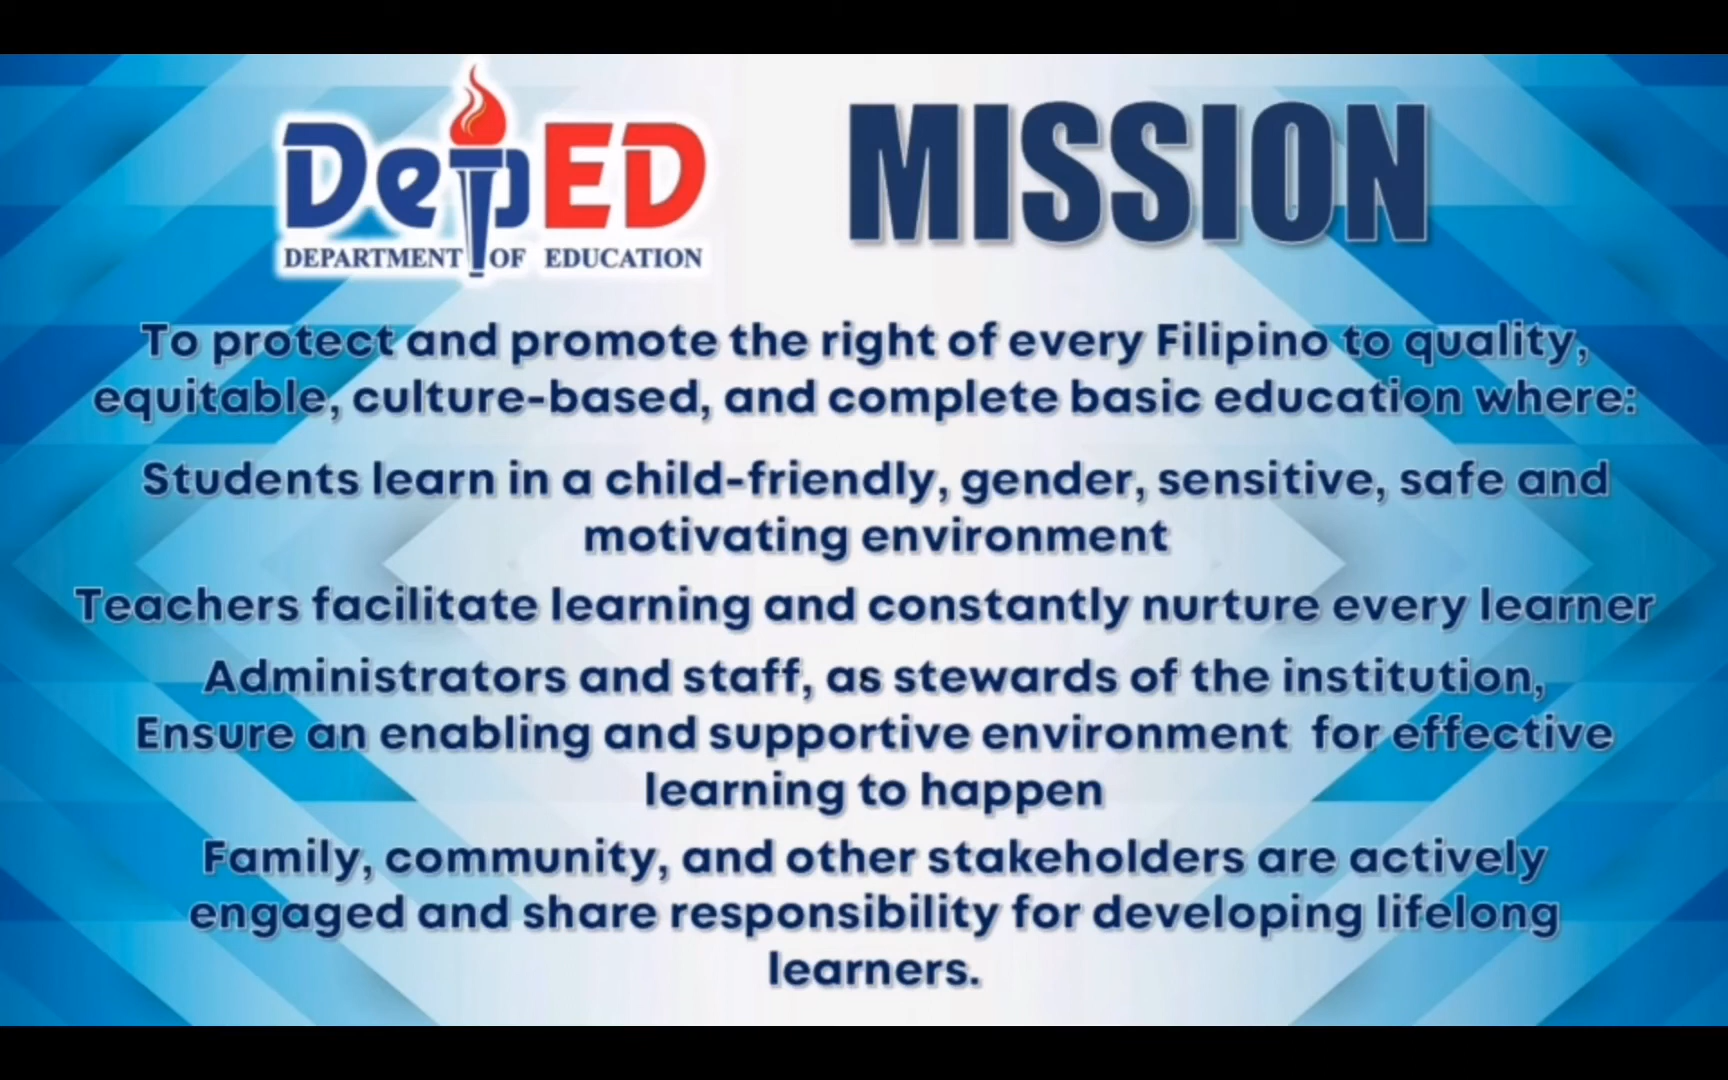 DepED
DEPARTMENT OF EDUCATION
MISSION
To protect and promote the right of every Filipino to quality,
equitable, culture-based, and complete basic education where:
Students learn in a child-friendly, gender, sensitive, safe and
motivating environment
Teachers facilitate learning and constantly nurture every learner
Administrators and staff, as stewards of the institution,
Ensure an enabling and supportive environment for effective
learning to happen
Family, community, and other stakeholders are actively
engaged and share responsibility for developing lifelong
learners.